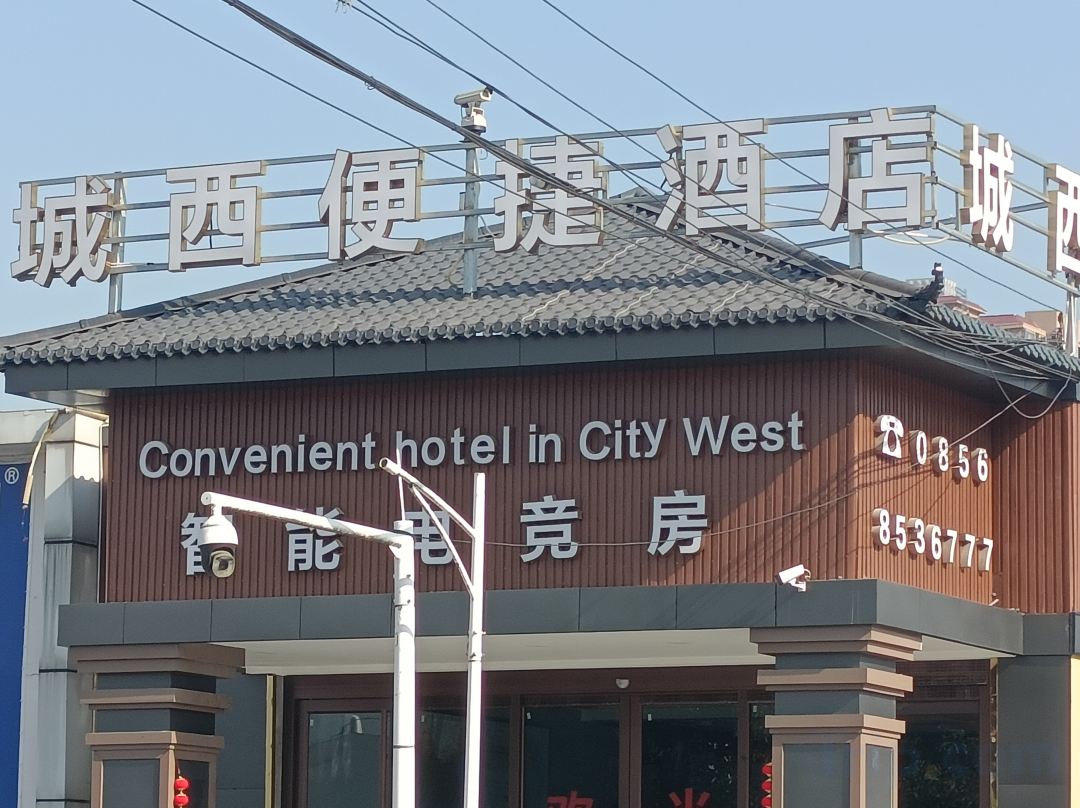 城西便捷酒店
城西
Convenient hotel in City West
智能电竞房
☎0856
8536777
®